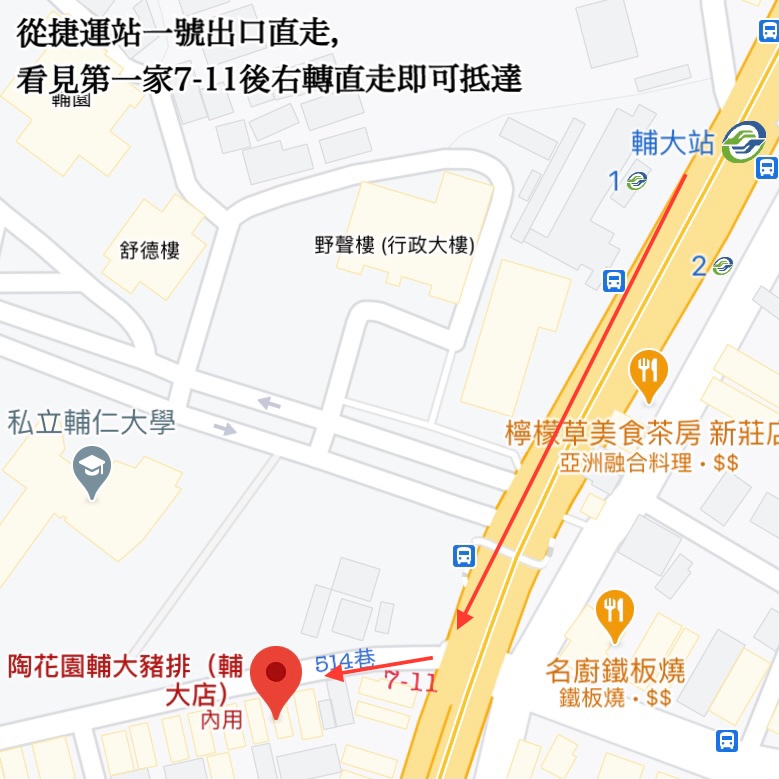 從捷運站一號出口直走,
看見第一家7-11後右轉直走即可抵達
輔園
輔大站
1
舒德樓
野聲樓 (行政大樓)
2
私立輔仁大學
檸檬草美食茶房 新莊店
亞洲融合料理・$$
陶花園輔大豬排（輔
大店）
內用
514巷
7-11
名廚鐵板燒
鐵板燒・$$